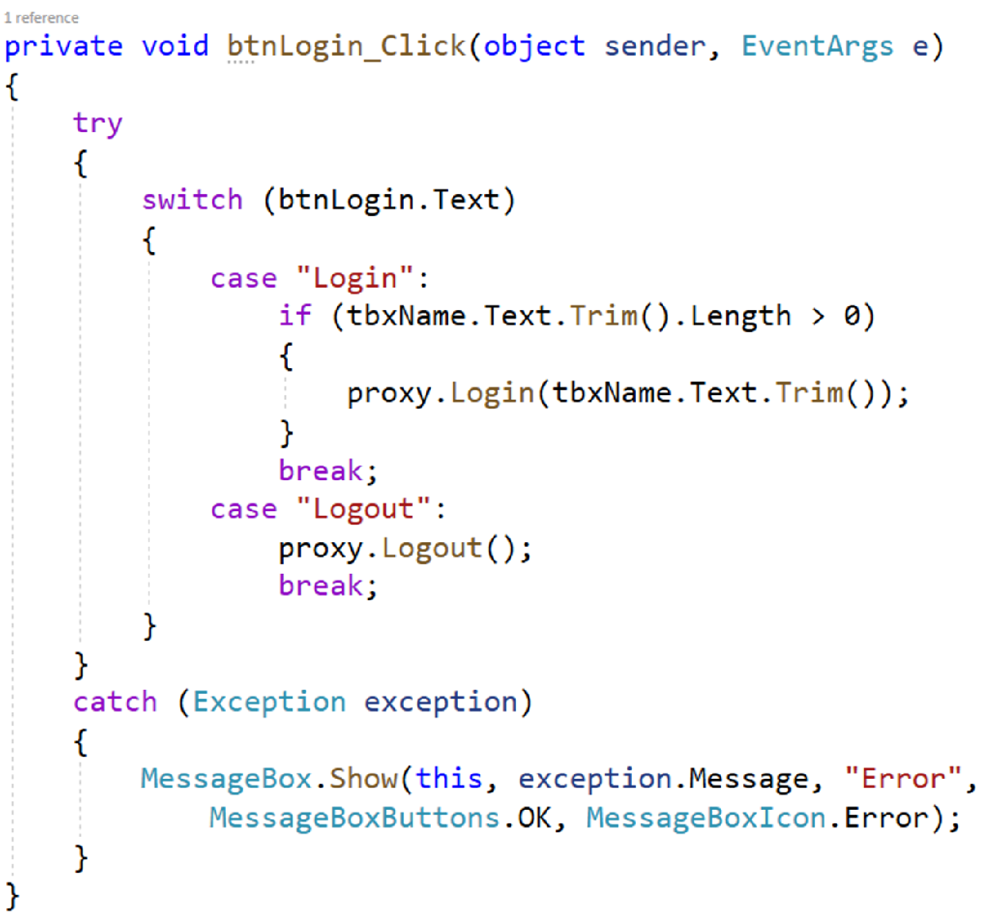 1 reference
private void btnLogin_Click(object sender, EventArgs e)
{
    try
    {
        switch (btnLogin.Text)
        {
            case "Login":
                if (tbxName.Text.Trim().Length > 0)
                {
                    proxy.Login(tbxName.Text.Trim());
                }
                break;
            case "Logout":
                proxy.Logout();
                break;
        }
    }
    catch (Exception exception)
    {
        MessageBox.Show(this, exception.Message, "Error",
            MessageBoxButtons.OK, MessageBoxIcon.Error);
    }
}